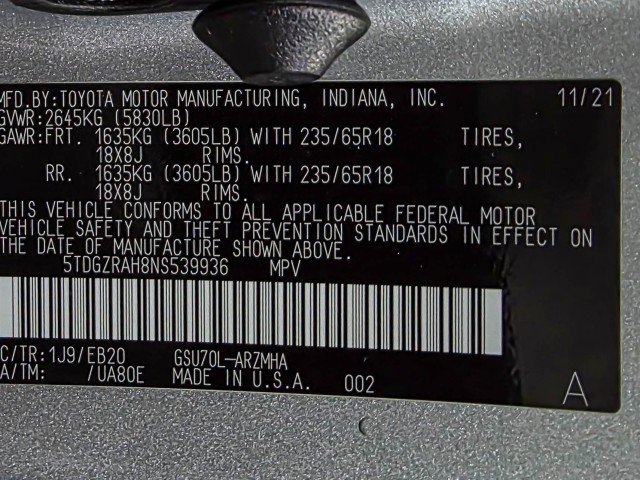 MFD.BY:TOYOTA MOTOR MANUFACTURING, INDIANA, INC. 11/21
GVWR:2645KG (5830LB)
GAWR:FRT. 1635KG (3605LB) WITH 235/65R18 TIRES,
18X8J RIMS.
RR. 1635KG (3605LB) WITH 235/65R18 TIRES,
18X8J RIMS.
THIS VEHICLE CONFORMS TO ALL APPLICABLE FEDERAL MOTOR
VEHICLE SAFETY AND THEFT PREVENTION STANDARDS IN EFFECT ON
THE DATE OF MANUFACTURE SHOWN ABOVE.
5TDGZRAH8NS539936 MPV
C/TR:1J9/EB20 GSU70L-ARZMHA
A/TM: /UA80E MADE IN U.S.A. 002 A